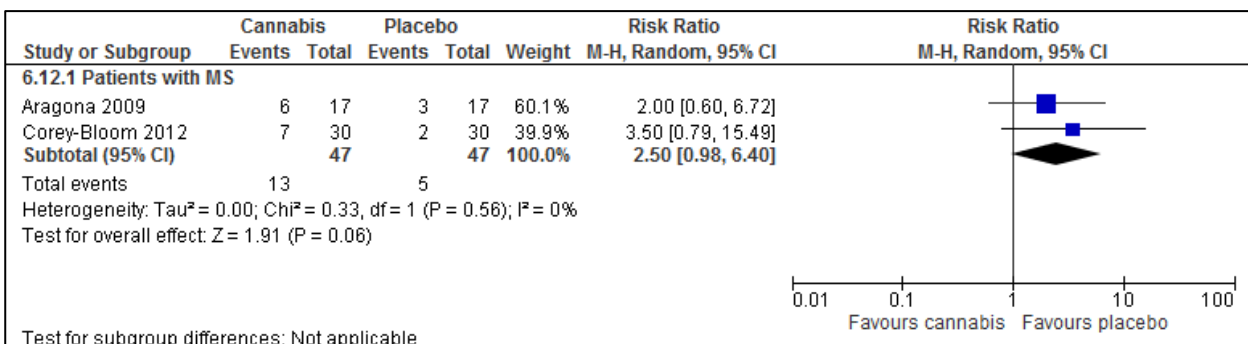 Cannabis Placebo Risk Ratio Risk Ratio
Study or Subgroup Events Total Events Total Weight M-H, Random, 95% CI M-H, Random, 95% CI
6.12.1 Patients with MS
Aragona 2009 6 17 3 17 60.1% 2.00 [0.60, 6.72]
Corey-Bloom 2012 7 30 2 30 39.9% 3.50 [0.79, 15.49]
Subtotal (95% CI) 47 47 100.0% 2.50 [0.98, 6.40]
Total events 13 5
Heterogeneity: Tau² = 0.00; Chi² = 0.33, df = 1 (P = 0.56); I² = 0%
Test for overall effect: Z = 1.91 (P = 0.06)
0.01 0.1 1 10 100
Favours cannabis Favours placebo
Test for subgroup differences: Not applicable